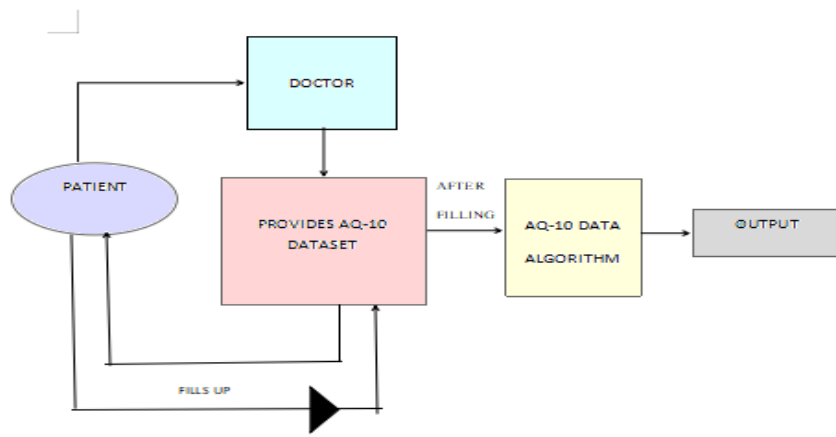 DOCTOR
PATIENT
PROVIDES AQ-10
DATASET
AFTER
FILLING
AQ-10 DATA
ALGORITHM
OUTPUT
FILLS UP